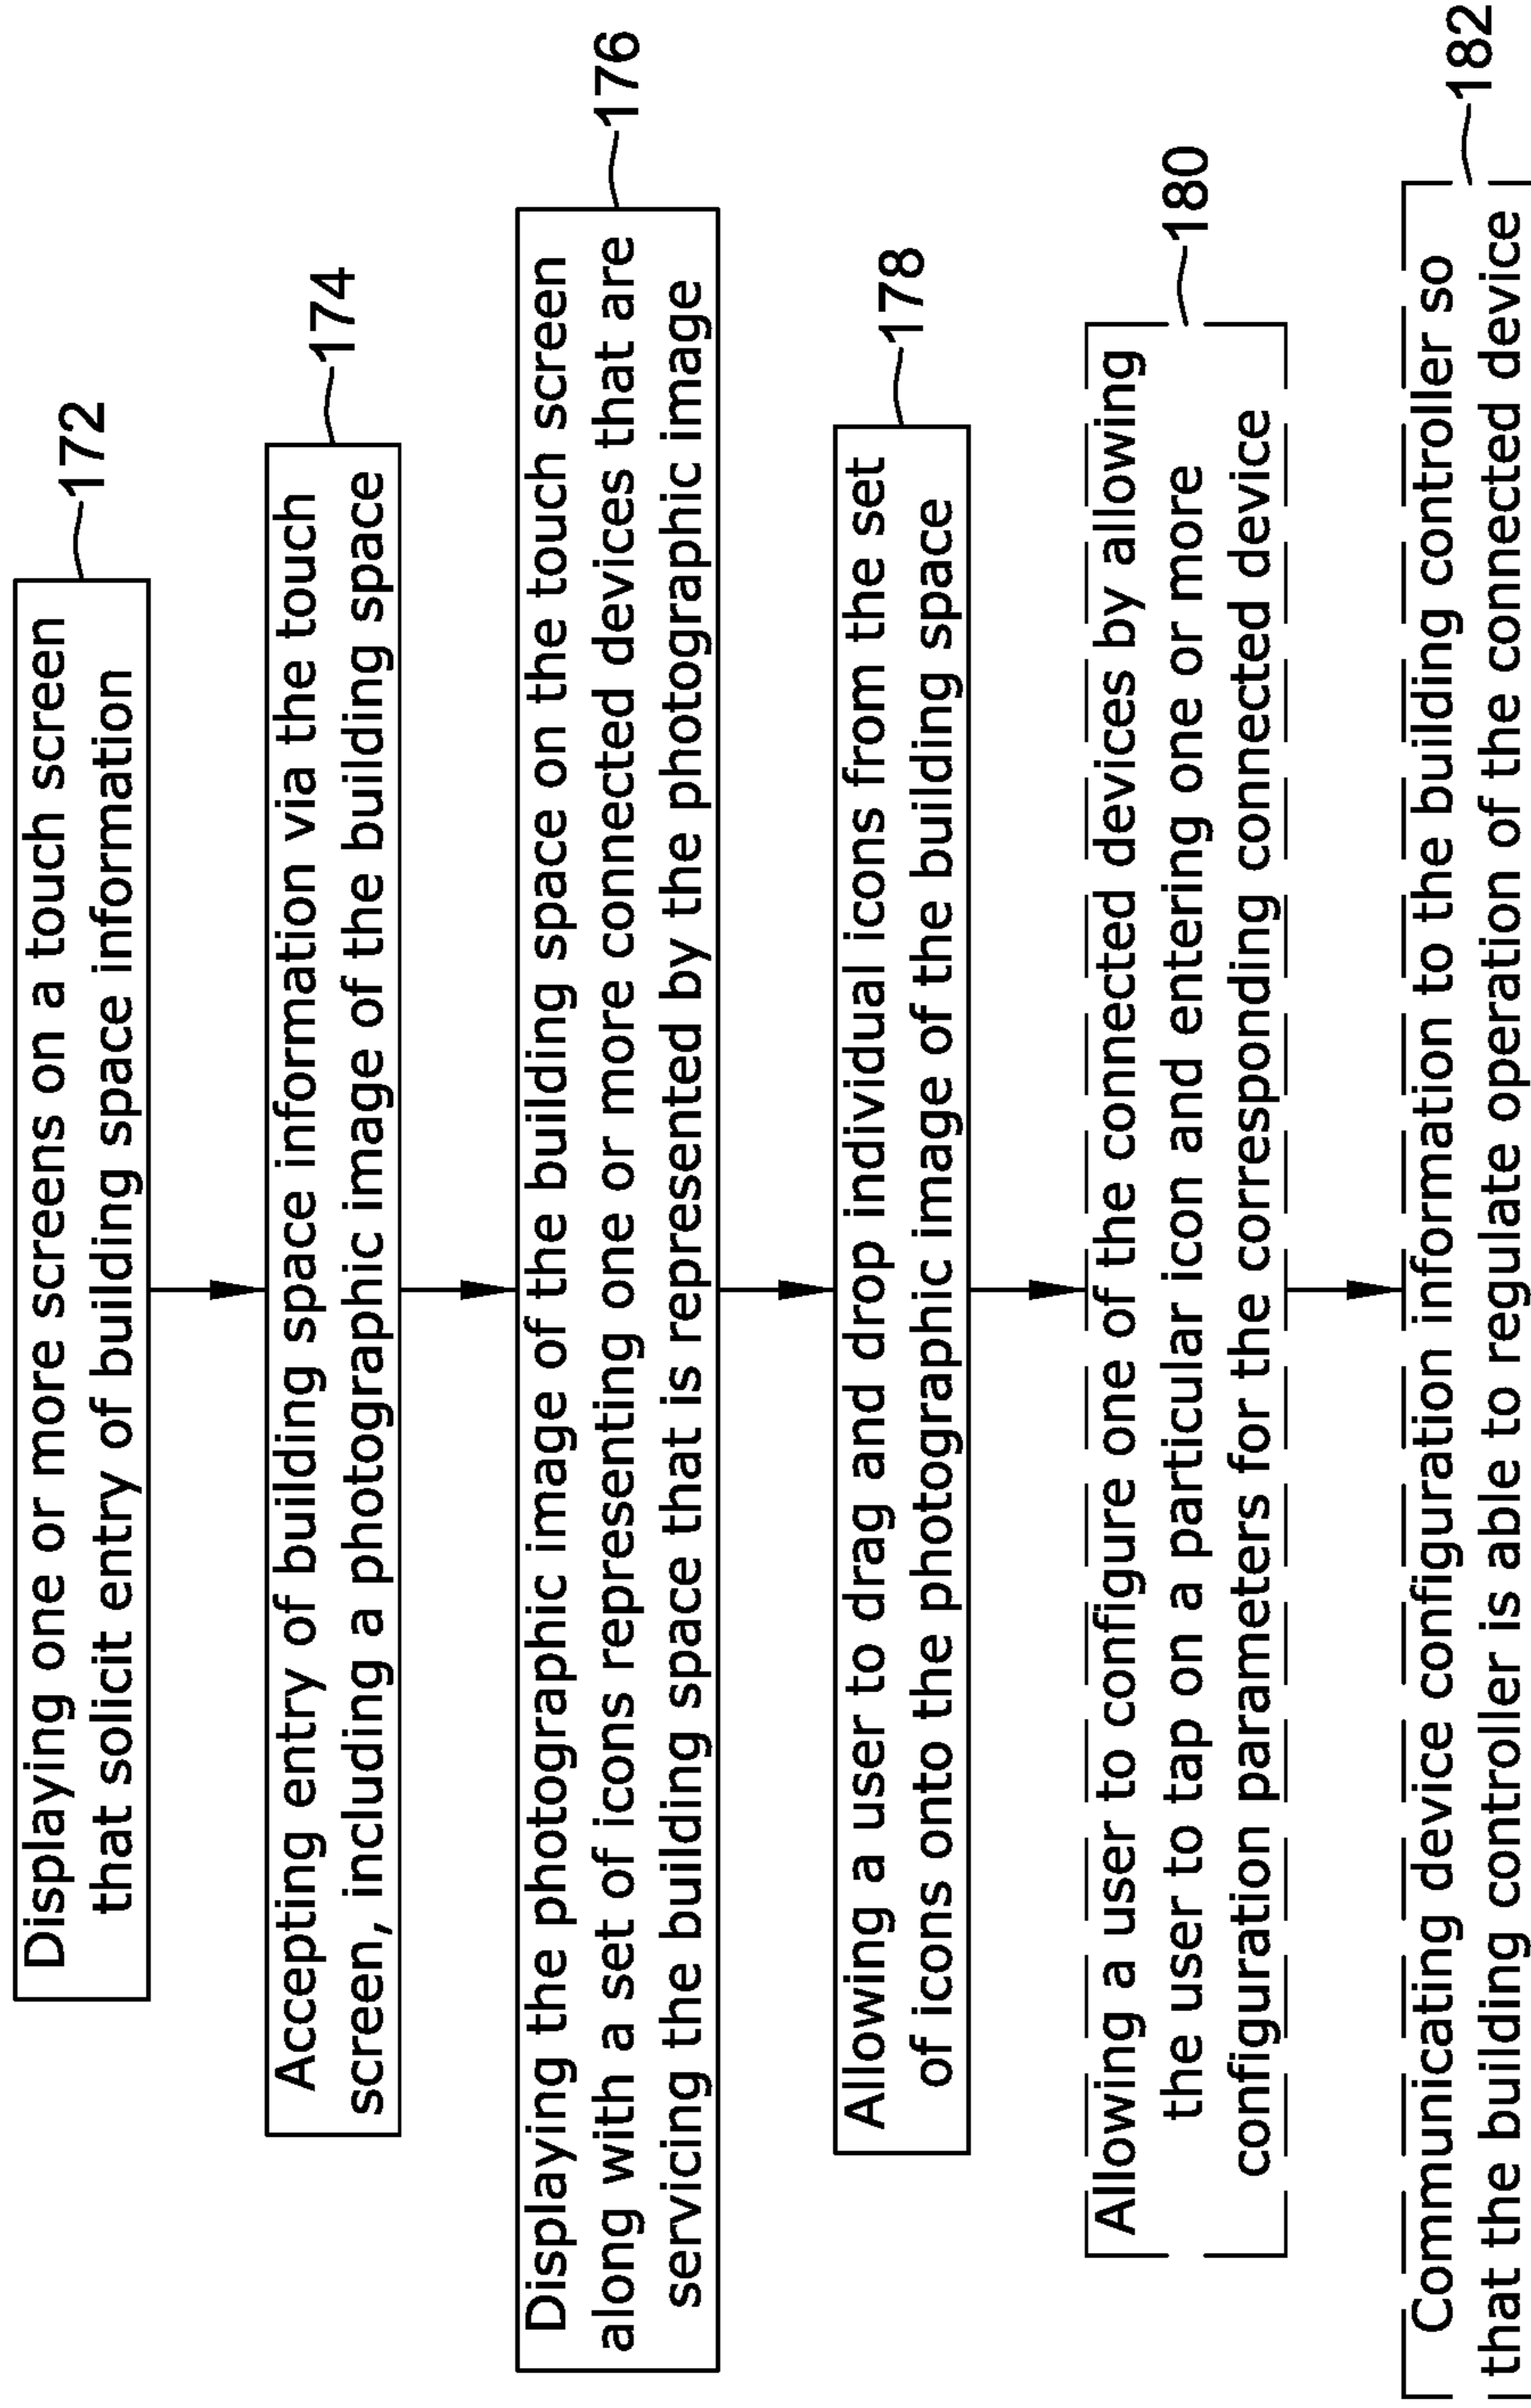 172
Displaying one or more screens on a touch screen
that solicit entry of building space information
174
Accepting entry of building space information via the touch
screen, including a photographic image of the building space
176
Displaying the photographic image of the building space on the touch screen
along with a set of icons representing one or more connected devices that are
servicing the building space that is represented by the photographic image
178
Allowing a user to drag and drop individual icons from the set
of icons onto the photographic image of the building space
180
Allowing a user to configure one of the connected devices by allowing
the user to tap on a particular icon and entering one or more
configuration parameters for the corresponding connected device
182
Communicating device configuration information to the building controller so
that the building controller is able to regulate operation of the connected device